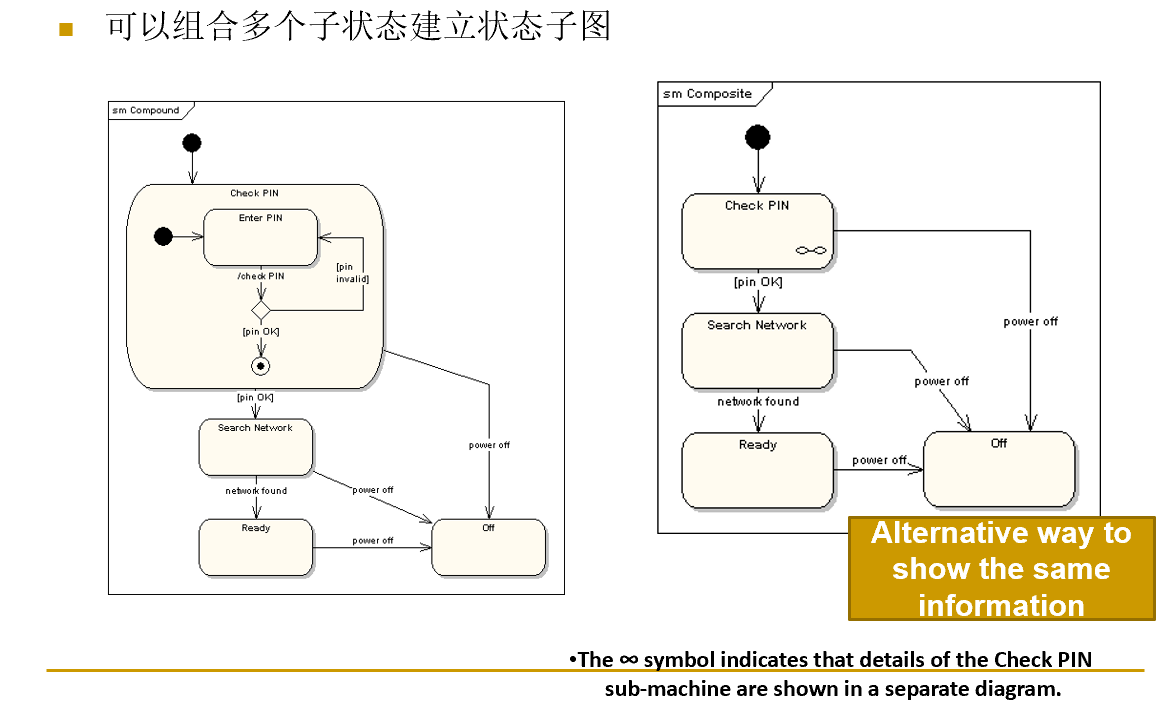 可以组合多个子状态建立状态子图
sm Compound
Check PIN
Enter PIN
/check PIN
[pin
invalid]
[pin OK]
[pin OK]
Search Network
power off
network found
power off
Ready
power off
Off
sm Composite
Check PIN
[pin OK]
Search Network
power off
power off
network found
Ready
power off
Off
Alternative way to
show the same
information
•The ∞ symbol indicates that details of the Check PIN
sub-machine are shown in a separate diagram.